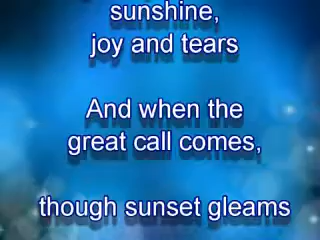 sunshine,
joy and tears
And when the
great call comes,
though sunset gleams